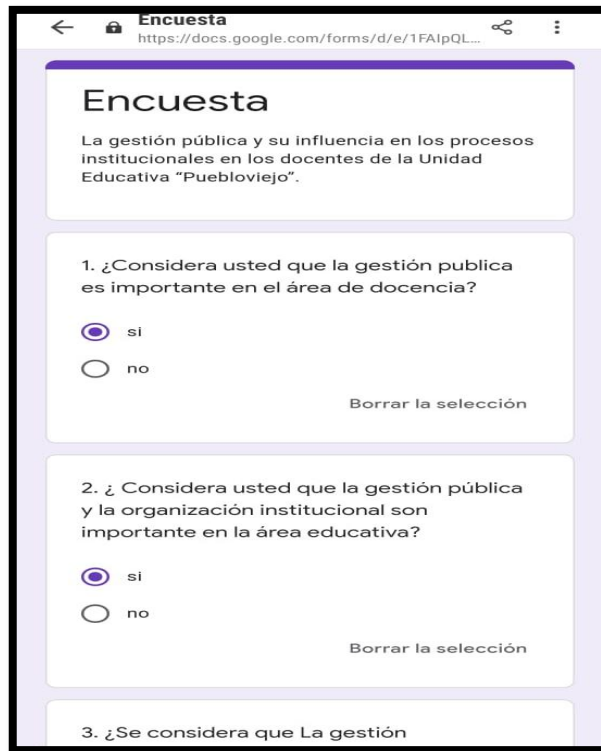 Encuesta
https://docs.google.com/forms/d/e/1FAIpQL...
Encuesta
La gestión pública y su influencia en los procesos
institucionales en los docentes de la Unidad
Educativa “Puebloviejo”.
1. ¿Considera usted que la gestión publica
es importante en el área de docencia?
si
no
Borrar la selección
2. ¿ Considera usted que la gestión pública
y la organización institucional son
importante en la área educativa?
si
no
Borrar la selección
3. ¿Se considera que La gestión